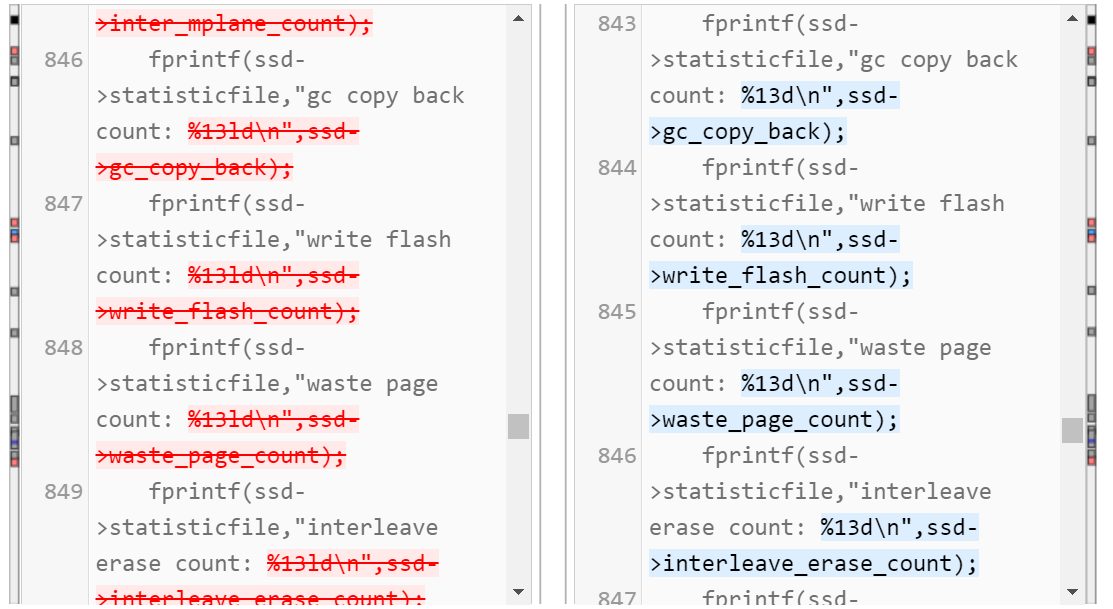 >inter_mplane_count);
846 fprintf(ssd-
>statisticfile,"gc copy back
count: %13ld\n",ssd-
>gc_copy_back);
847 fprintf(ssd-
>statisticfile,"write flash
count: %13ld\n",ssd-
>write_flash_count);
848 fprintf(ssd-
>statisticfile,"waste page
count: %13ld\n",ssd-
>waste_page_count);
849 fprintf(ssd-
>statisticfile,"interleave
erase count: %13ld\n",ssd-
>interleave_erase_count);
843 fprintf(ssd-
>statisticfile,"gc copy back
count: %13d\n",ssd-
>gc_copy_back);
844 fprintf(ssd-
>statisticfile,"write flash
count: %13d\n",ssd-
>write_flash_count);
845 fprintf(ssd-
>statisticfile,"waste page
count: %13d\n",ssd-
>waste_page_count);
846 fprintf(ssd-
>statisticfile,"interleave
erase count: %13d\n",ssd-
>interleave_erase_count);
847 fprintf(ssd-